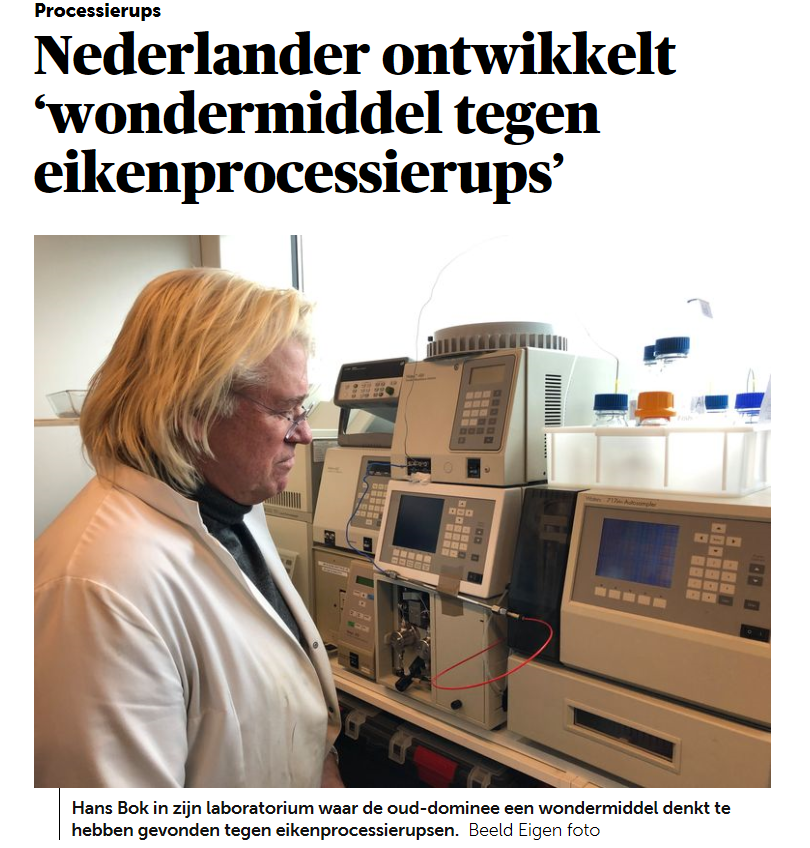 Processierups
Nederlander ontwikkelt
‘wondermiddel tegen
eikenprocessierups’
Hans Bok in zijn laboratorium waar de oud-dominee een wondermiddel denkt te
hebben gevonden tegen eikenprocessierupsen. Beeld Eigen foto